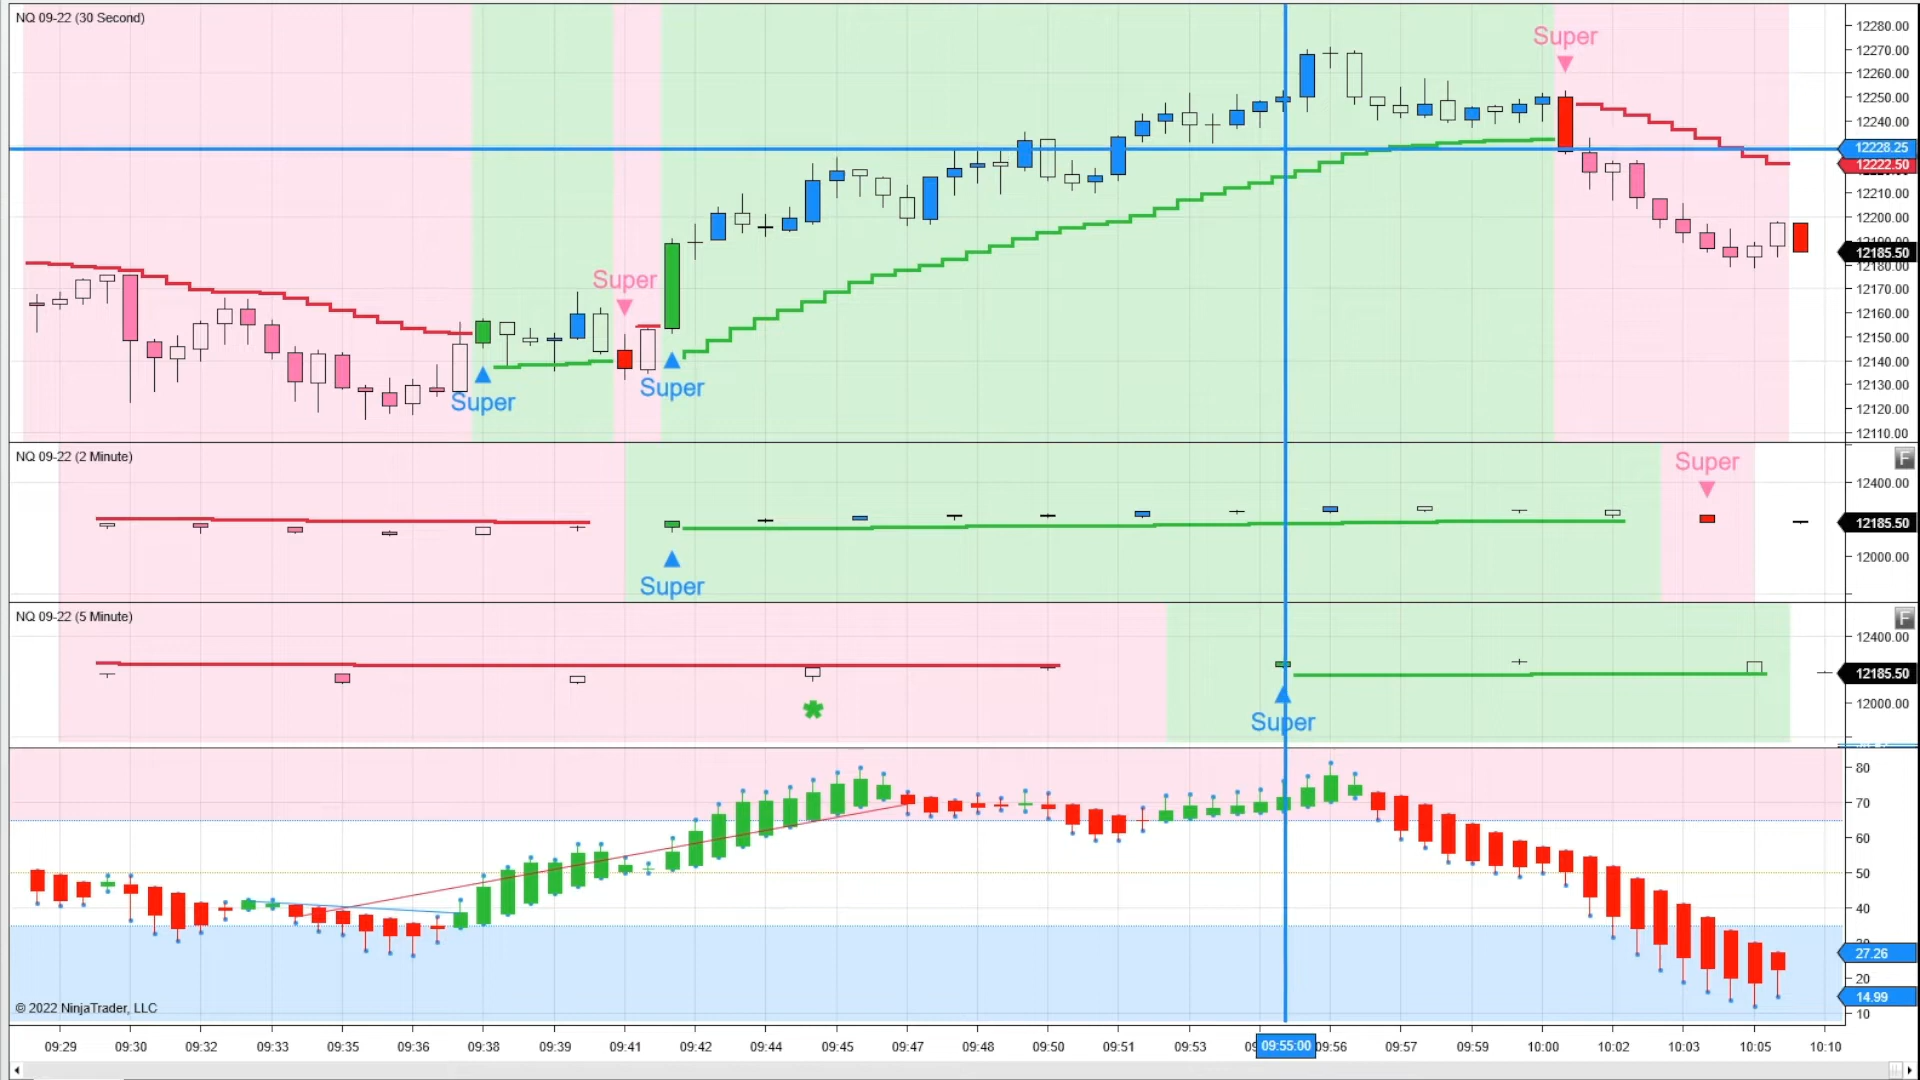 NQ 09-22 (30 Second)
12280.00
Super
12270.00
12260.00
12250.00
12240.00
12228.25
12222.50
12210.00
12200.00
12190.00
12185.50
12180.00
Super
12170.00
12160.00
12150.00
12140.00
12130.00
Super
Super
12120.00
12110.00
NQ 09-22 (2 Minute)
F
Super
12400.00
12185.50
12000.00
Super
NQ 09-22 (5 Minute)
F
12400.00
12185.50
12000.00
Super
80
70
60
50
40
30
27.26
20
14.99
© 2022 NinjaTrader, LLC
10
09:29 09:30 09:32 09:33 09:35 09:36 09:38 09:39 09:41 09:42 09:44 09:45 09:47 09:48 09:50 09:51 09:53 09:55:00 09:56 09:57 09:59 10:00 10:02 10:03 10:05 10:10